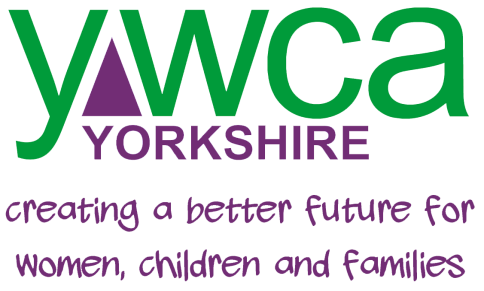 ywca
YORKSHIRE
creating a better future for
women, children and families